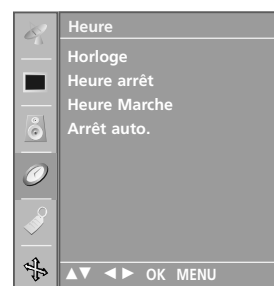 Heure
Horloge
Heure arrêt
Heure Marche
Arrêt auto.
▲▼ ◄► OK MENU